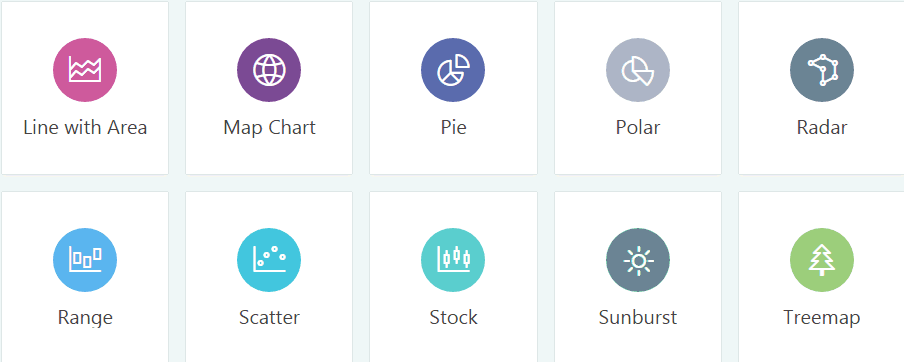 Line with Area
Map Chart
Pie
Polar
Radar
Range
Scatter
Stock
Sunburst
Treemap